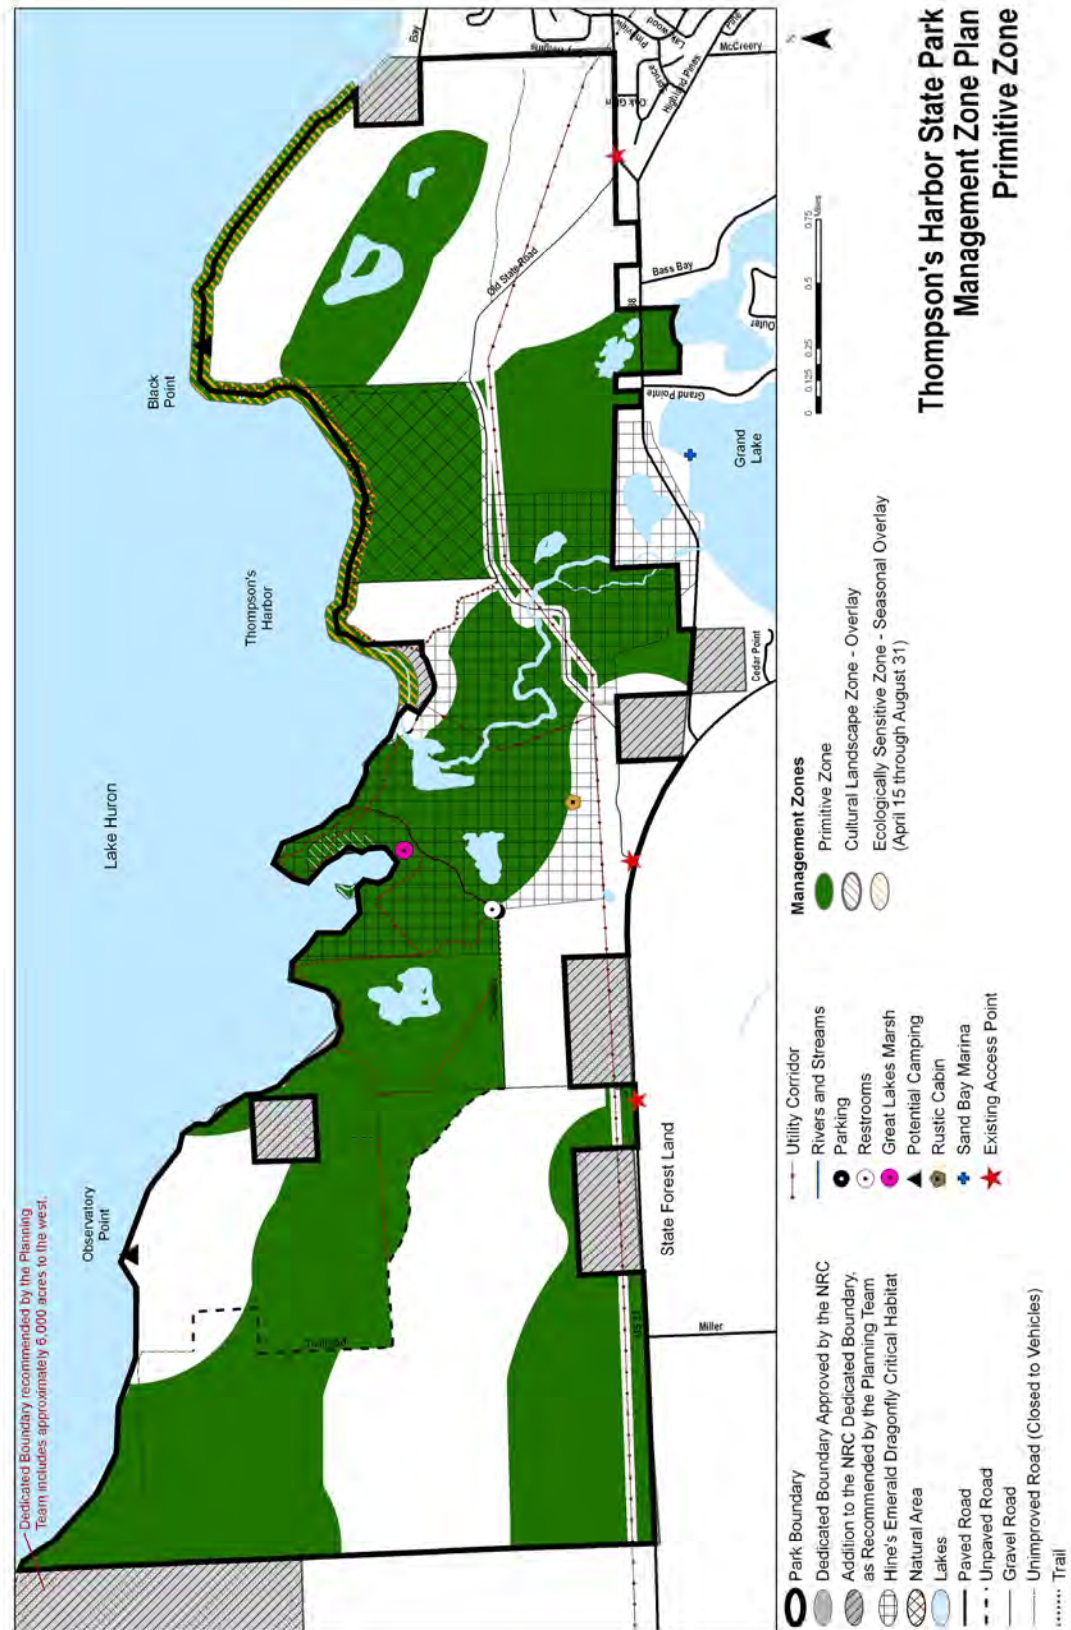 Thompson's Harbor State Park
Management Zone Plan
Primitive Zone
Dedicated Boundary recommended by the Planning
Team includes approximately 6,000 acres to the west.
Lake Huron
Observatory
Point
Thompson's
Harbor
Black
Point
Bay
Old State Road
Oak Grn
Spruce
Pineview
Lakewood
Highland Pines
McCreery
Pine
Bass Bay
Outer
Grand Pointe
Grand
Lake
Cedar Point
State Forest Land
Miller
US 23
0
0.125
0.25
0.5
0.75
Miles
Management Zones
Primitive Zone
Cultural Landscape Zone - Overlay
Ecologically Sensitive Zone - Seasonal Overlay
(April 15 through August 31)
Utility Corridor
Rivers and Streams
Parking
Restrooms
Great Lakes Marsh
Potential Camping
Rustic Cabin
Sand Bay Marina
Existing Access Point
Park Boundary
Dedicated Boundary Approved by the NRC
Addition to the NRC Dedicated Boundary,
as Recommended by the Planning Team
Hine's Emerald Dragonfly Critical Habitat
Natural Area
Lakes
Paved Road
Unpaved Road
Gravel Road
Unimproved Road (Closed to Vehicles)
Trail